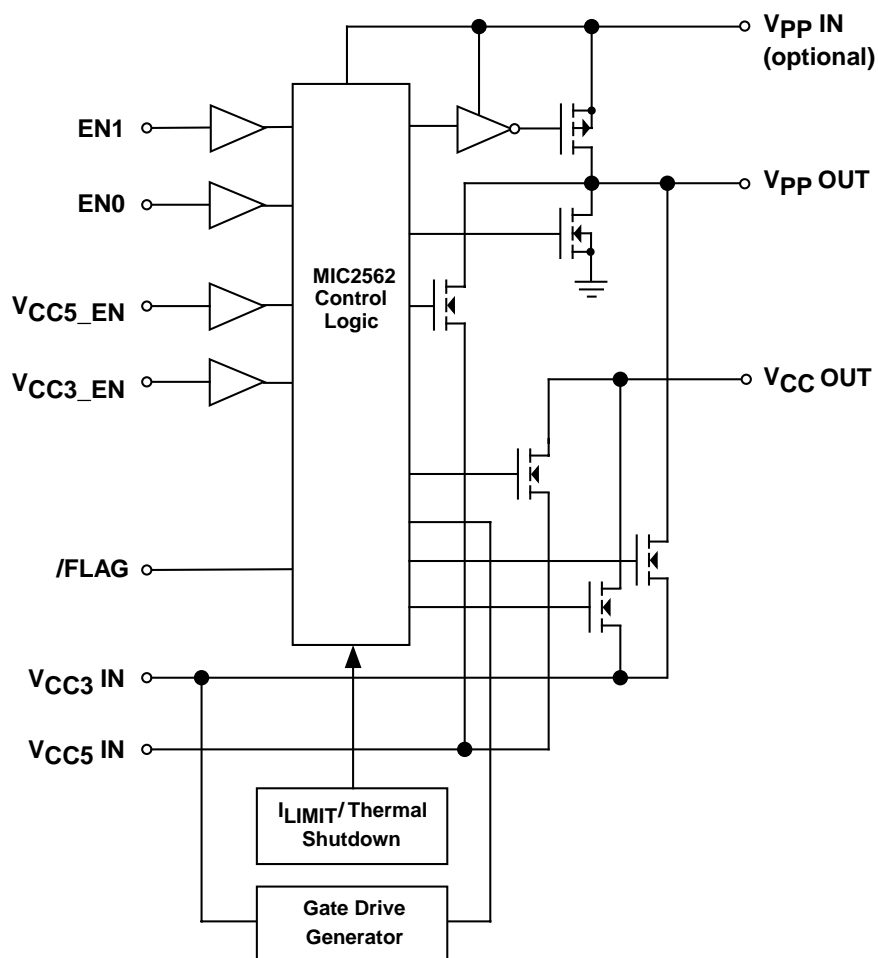 VPP IN
(optional)
EN1
EN0
VPP OUT
MIC2562
Control
Logic
VCC5_EN
VCC3_EN
VCC OUT
/FLAG
VCC3 IN
VCC5 IN
ILIMIT/Thermal
Shutdown
Gate Drive
Generator